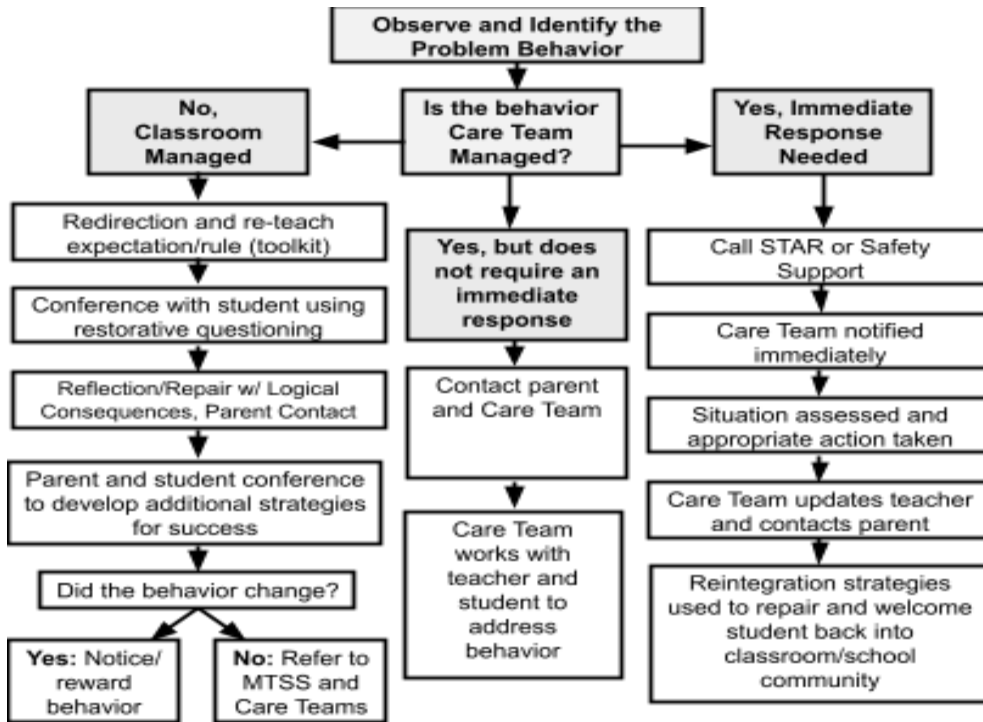 Observe and Identify the
Problem Behavior
No,
Classroom
Managed
Is the behavior
Care Team
Managed?
Yes, Immediate
Response
Needed
Redirection and re-teach
expectation/rule (toolkit)
Conference with student using
restorative questioning
Reflection/Repair w/ Logical
Consequences, Parent Contact
Parent and student conference
to develop additional strategies
for success
Did the behavior change?
Yes: Notice/
reward
behavior
No: Refer to
MTSS and
Care Teams
Yes, but does
not require an
immediate
response
Contact parent
and Care Team
Care Team
works with
teacher and
student to
address
behavior
Call STAR or Safety
Support
Care Team notified
immediately
Situation assessed and
appropriate action taken
Care Team updates teacher
and contacts parent
Reintegration strategies
used to repair and welcome
student back into
classroom/school
community